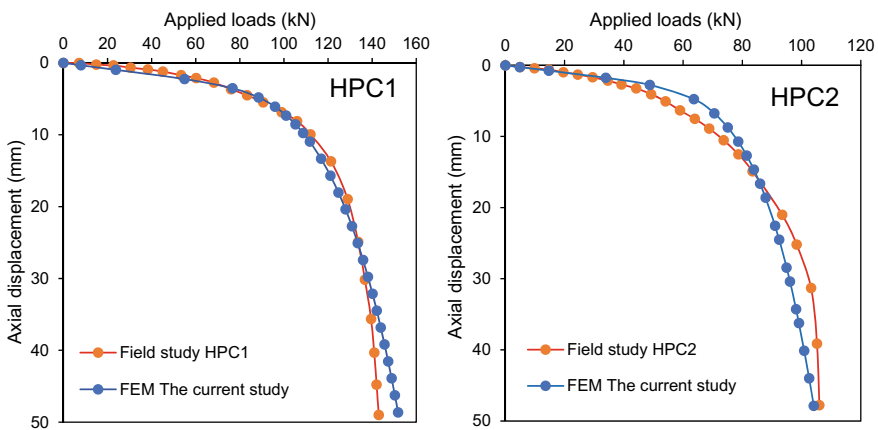 Applied loads (kN)
0 20 40 60 80 100 120 140 160
0
10
20
30
40
50
Axial displacement (mm)
HPC1
Field study HPC1
FEM The current study
Applied loads (kN)
0 20 40 60 80 100 120
0
10
20
30
40
50
Axial displacement (mm)
HPC2
Field study HPC2
FEM The current study